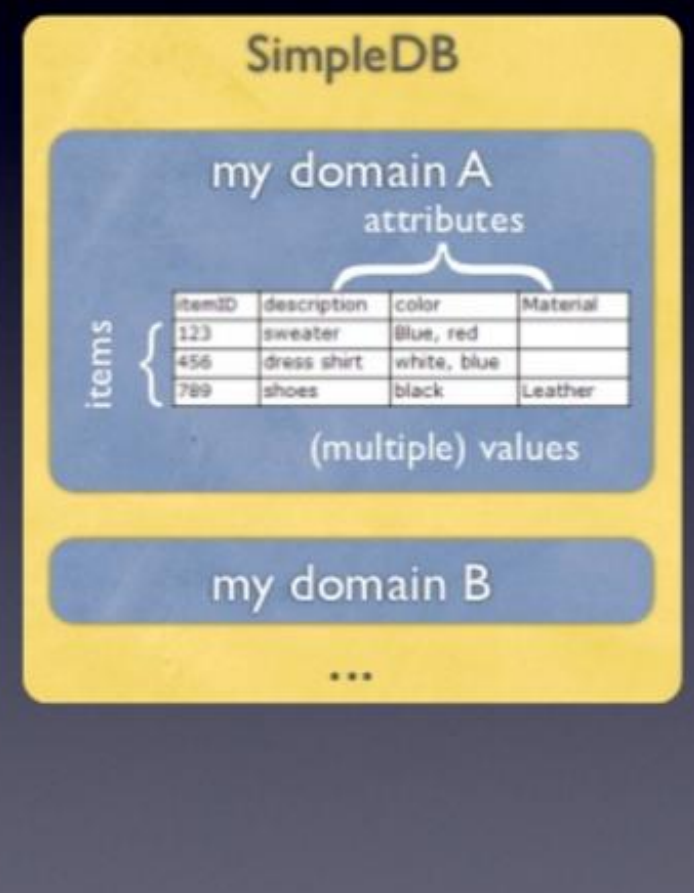 SimpleDB
my domain A
attributes
itemID description color Material
123 sweater Blue, red
456 dress shirt white, blue
789 shoes black Leather
items
(multiple) values
my domain B
...